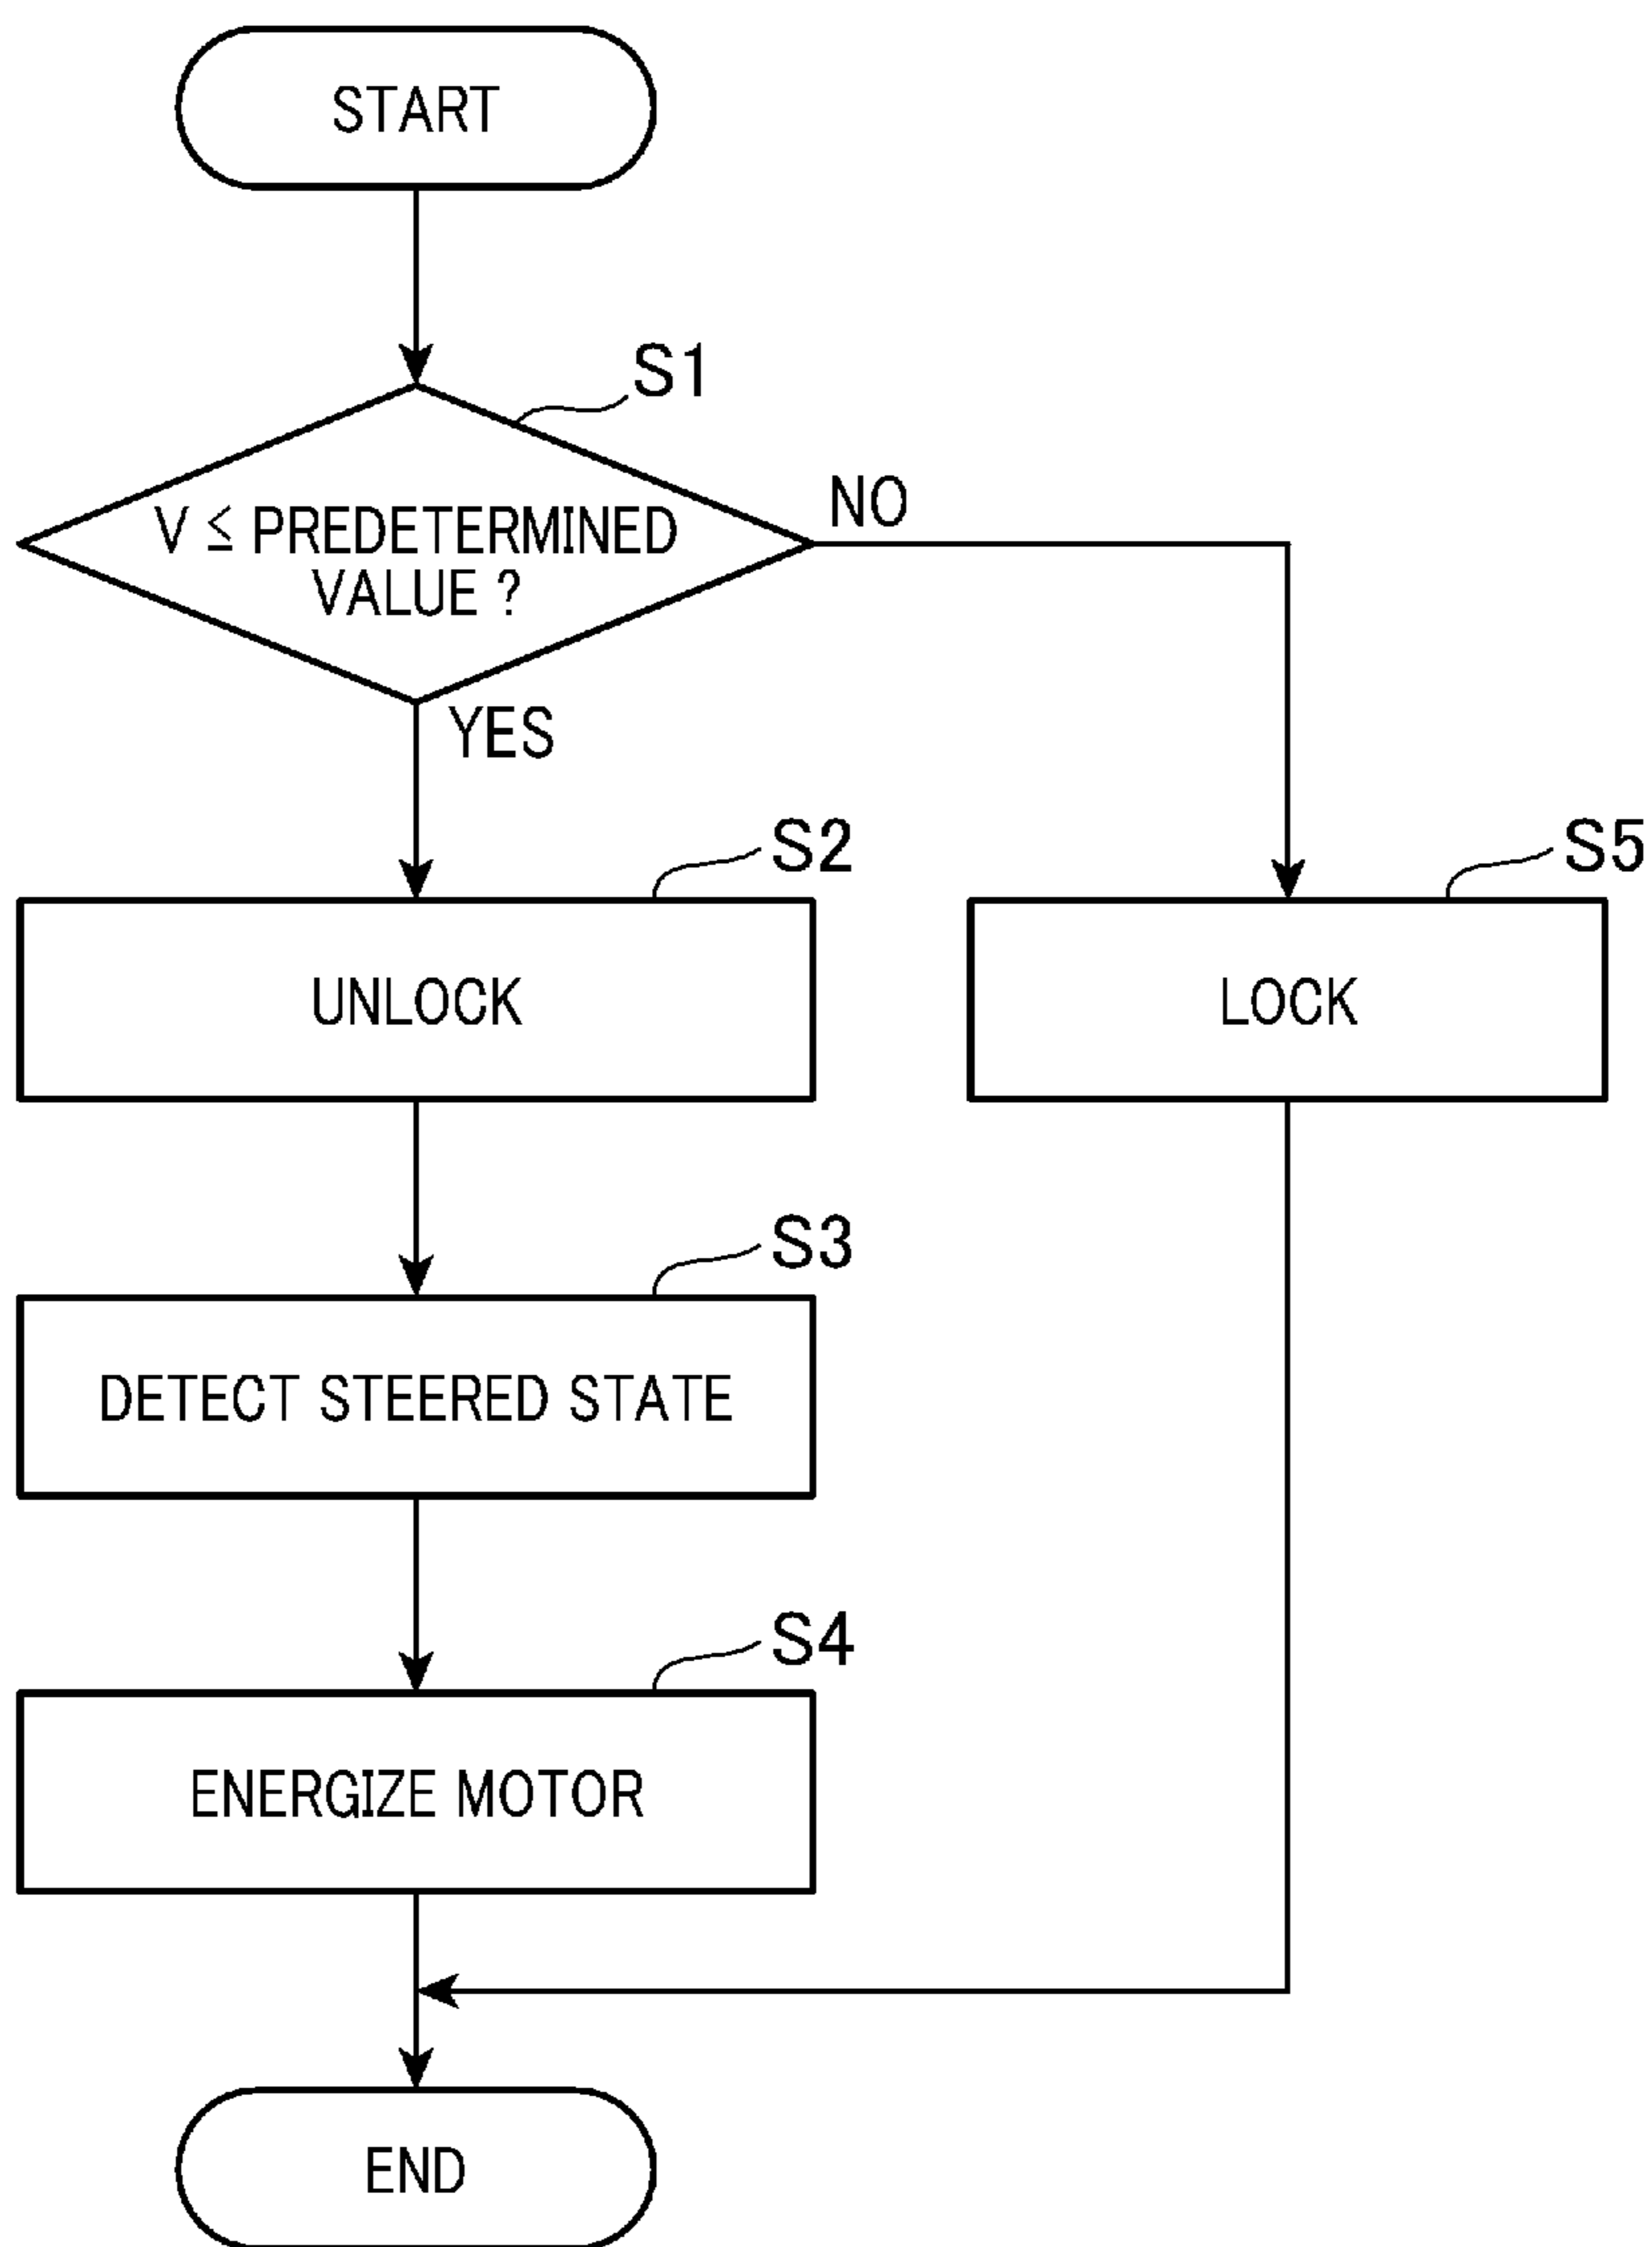 START
S1
V ≤ PREDETERMINED
VALUE ?
NO
YES
S2
UNLOCK
S5
LOCK
S3
DETECT STEERED STATE
S4
ENERGIZE MOTOR
END